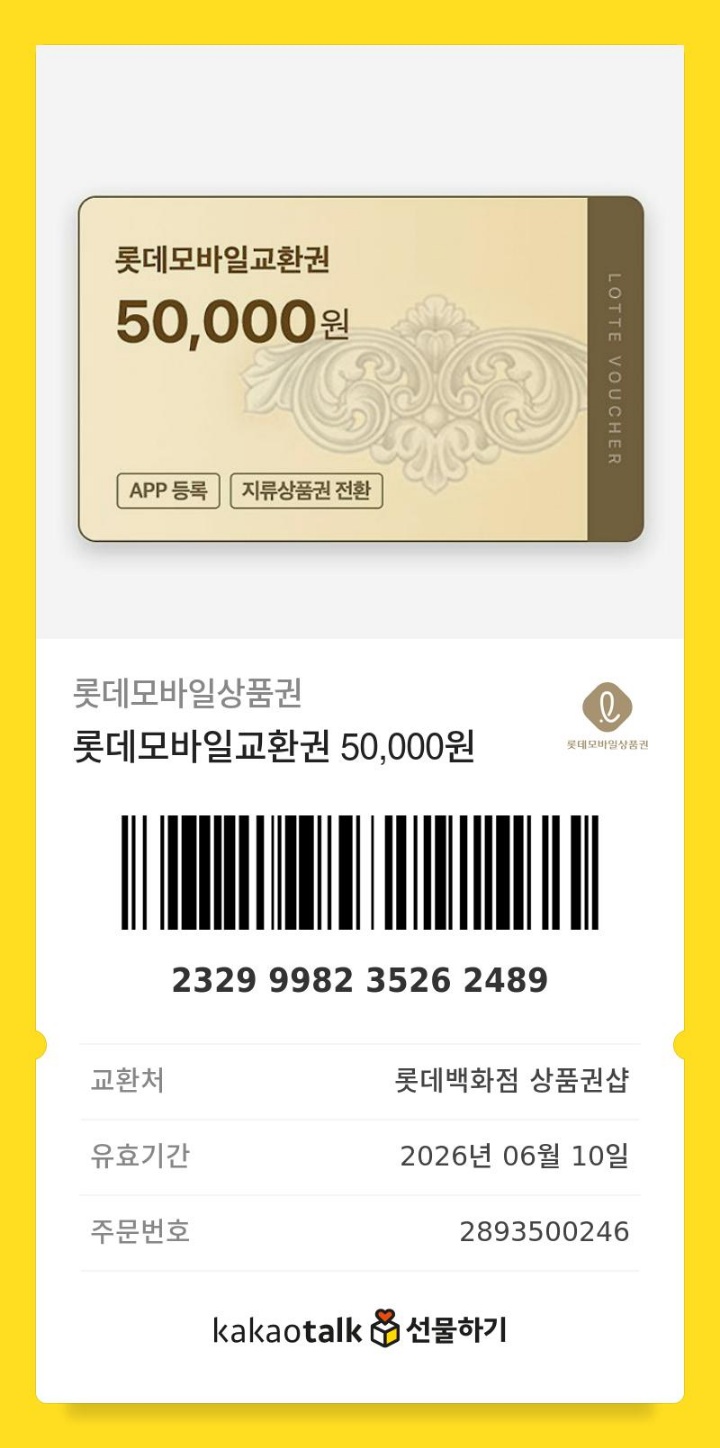 롯데모바일교환권
50,000원
LOTTE VOUCHER
APP 등록 지류상품권 전환
롯데모바일상품권
롯데모바일교환권 50,000원
롯데모바일상품권
2329 9982 3526 2489
교환처 롯데백화점 상품권샵
유효기간 2026년 06월 10일
주문번호 2893500246
kakaotalk 선물하기